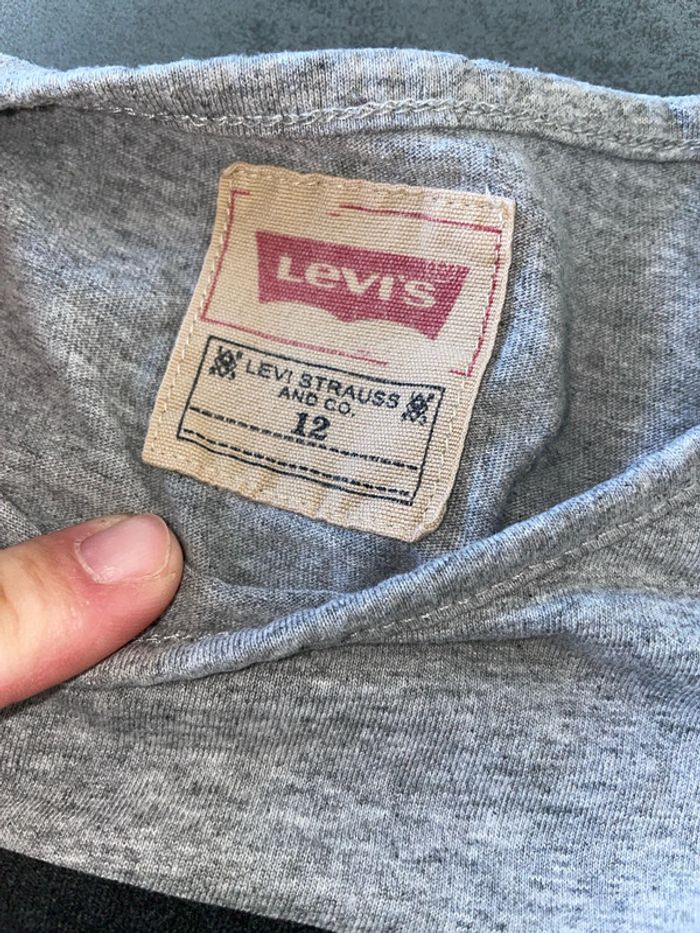 Levi's
LEVI STRAUSS
AND CO.
12